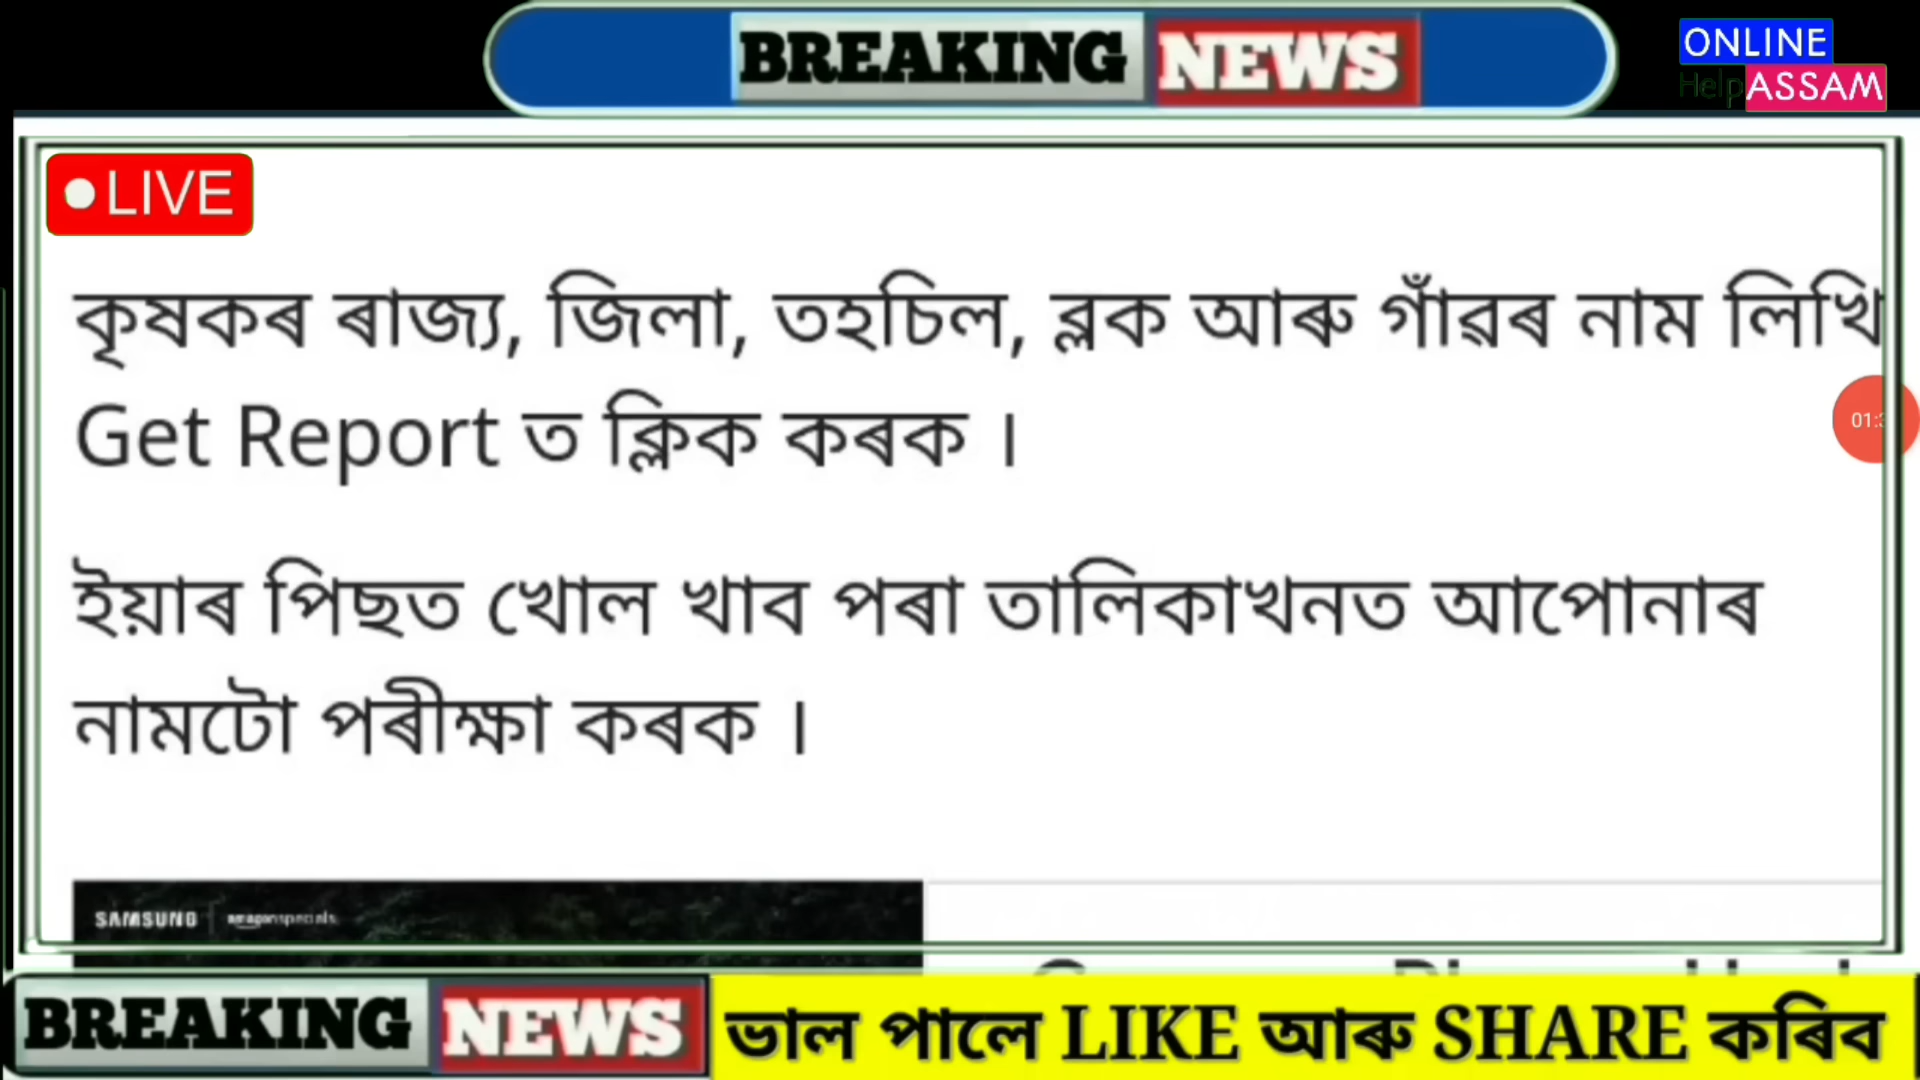 BREAKING NEWS
ONLINE
Help ASSAM
LIVE
কৃষকৰ ৰাজ্য, জিলা, তহচিল, ব্লক আৰু গাঁৱৰ নাম লিখি
Get Report ত ক্লিক কৰক ।
ইয়াৰ পিছত খোল খাব পৰা তালিকাখনত আপোনাৰ
নামটো পৰীক্ষা কৰক ।
SAMSUNG | amazonspecials
BREAKING NEWS ভাল পালে LIKE আৰু SHARE কৰিব